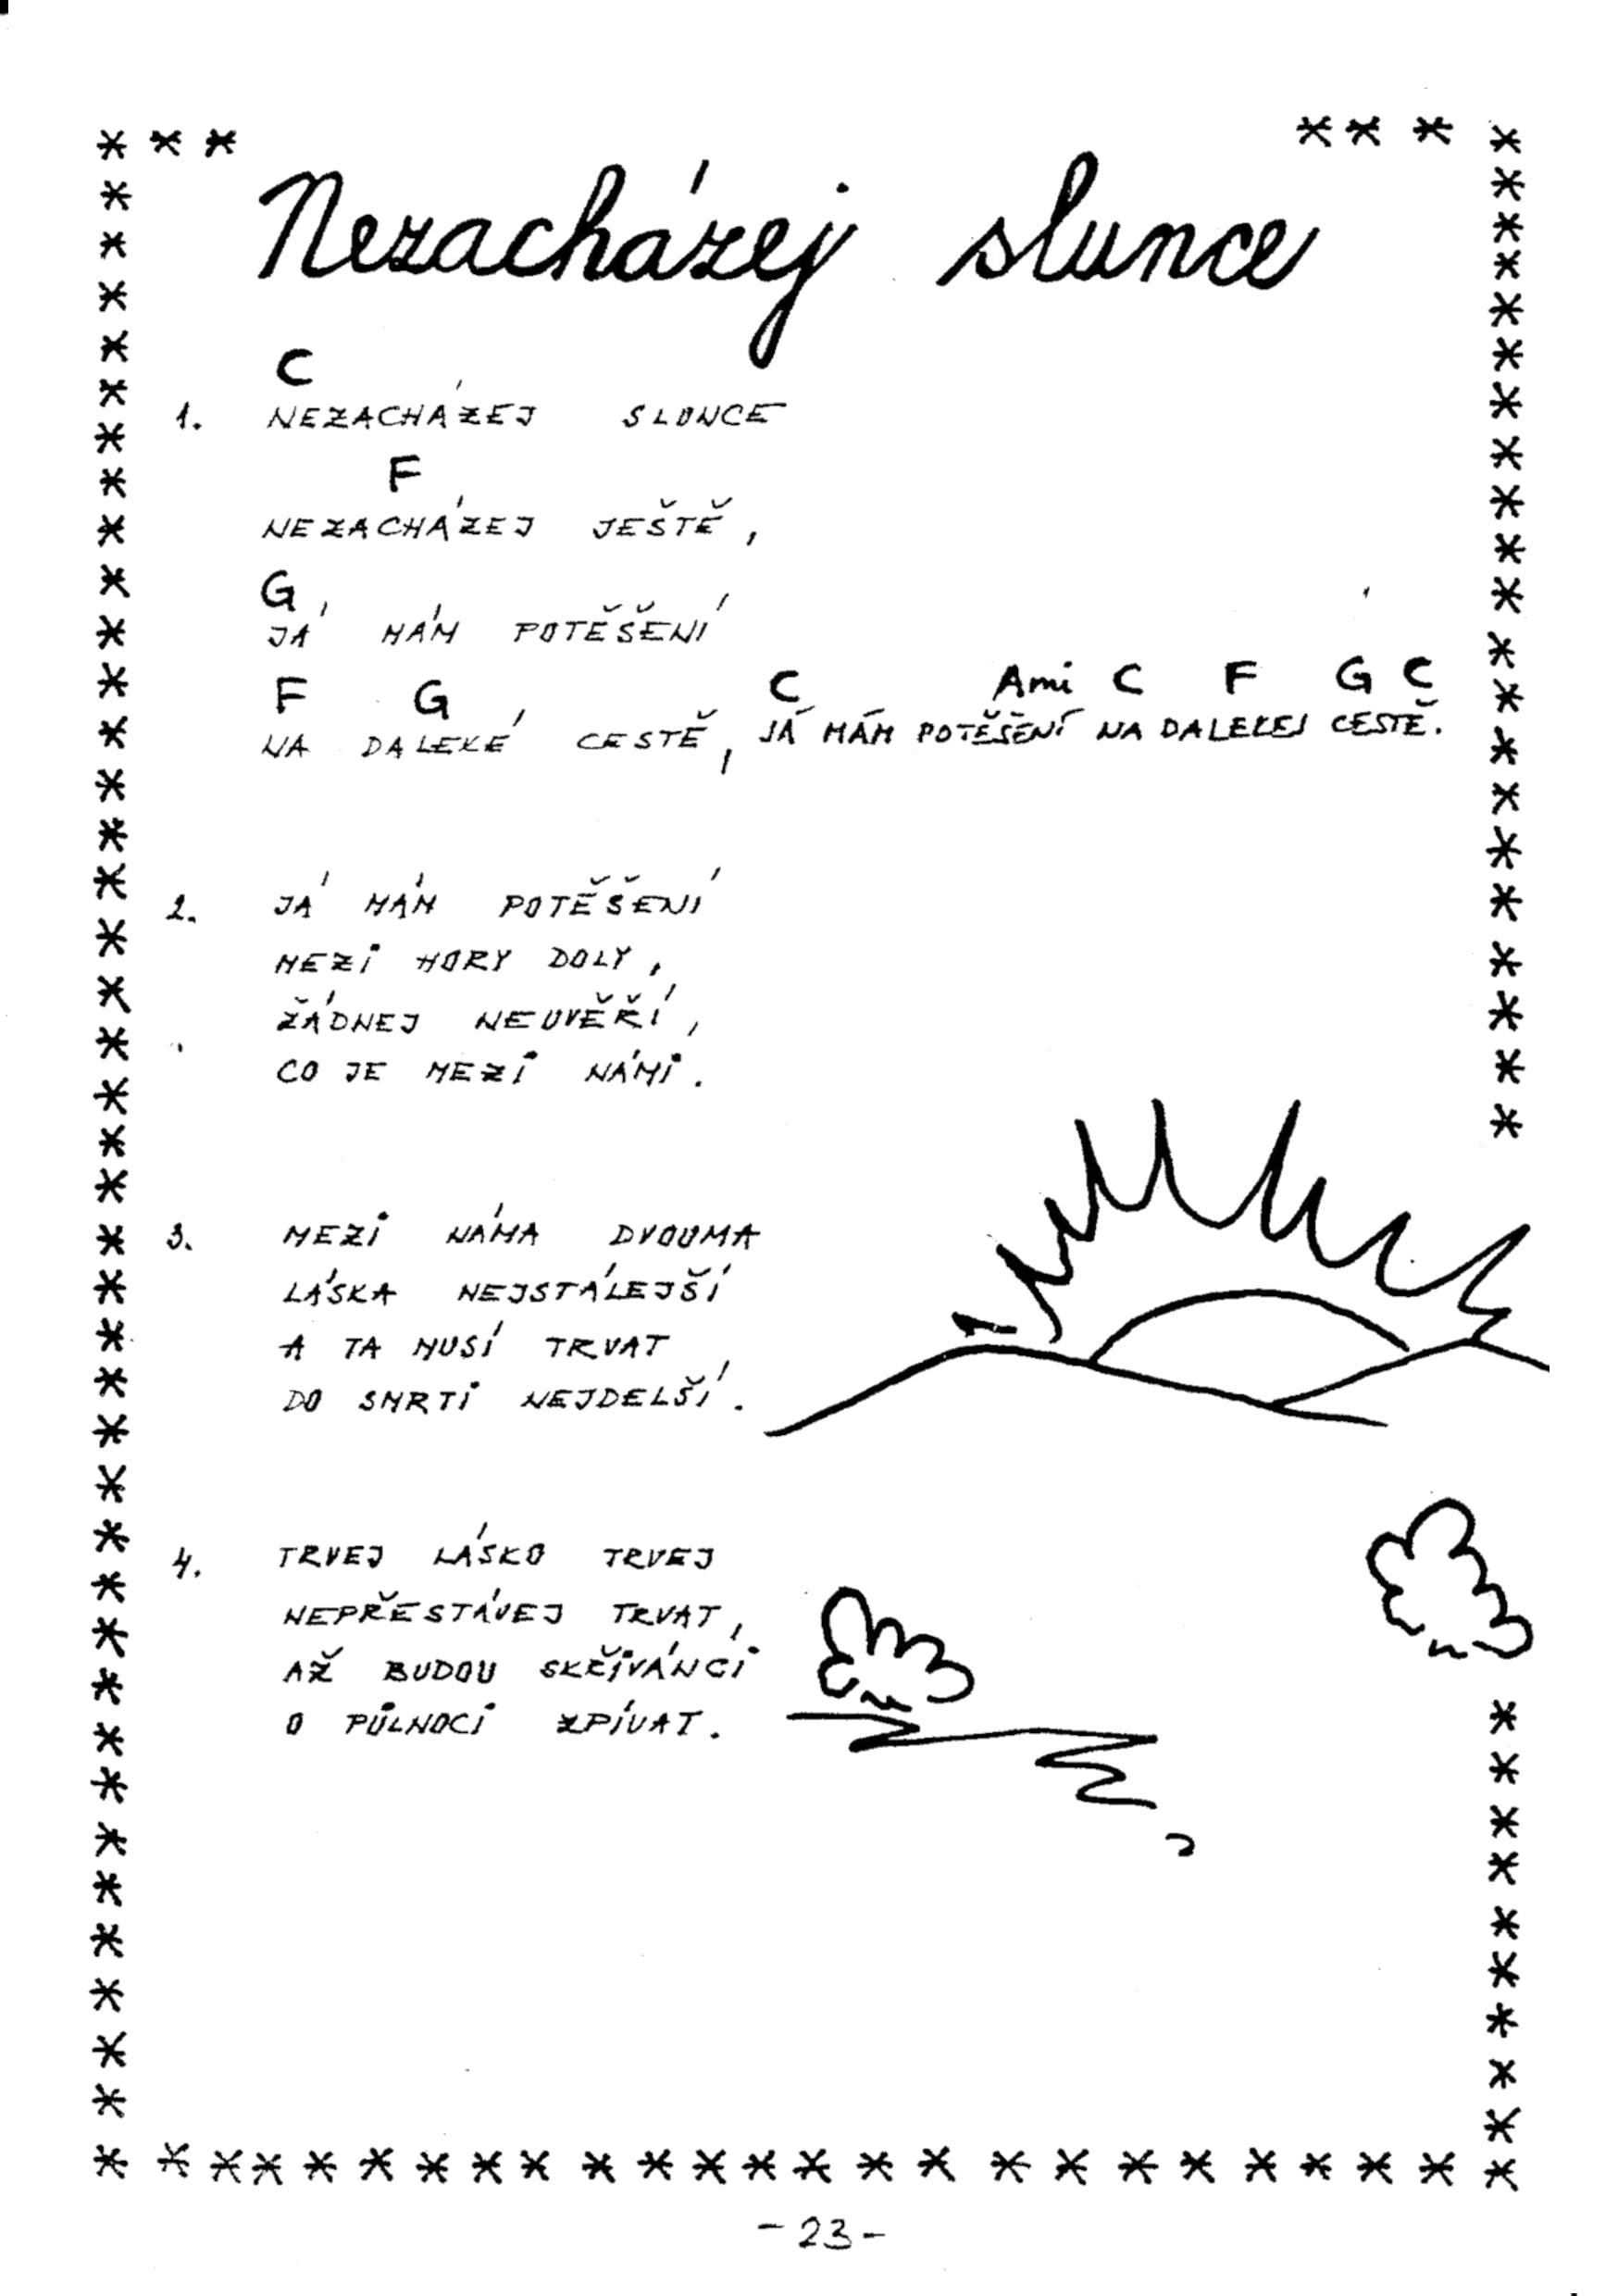 Nezacházej slunce
C
1. NEZACHÁZEJ SLUNCE
F
NEZACHÁZEJ JEŠTĚ,
G
JÁ MÁM POTĚŠENÍ
F G C Ami C F G C
NA DALEKÉ CESTĚ, JÁ MÁM POTĚŠENÍ NA DALEKEJ CESTĚ.
2. JÁ MÁM POTĚŠENÍ
MEZI HORY DOLY,
ŽÁDNEJ NEUVĚŘÍ,
CO JE MEZI NÁMI.
3. MEZI NÁMA DVOUMA
LÁSKA NEJSTÁLEJŠÍ
A TA MUSÍ TRVAT
DO SMRTI NEJDELŠÍ.
4. TRVEJ LÁSKO TRVEJ
NEPŘESTÁVEJ TRVAT,
AŽ BUDOU SKŘIVÁNCI
O PŮLNOCI ZPÍVAT.
-23-